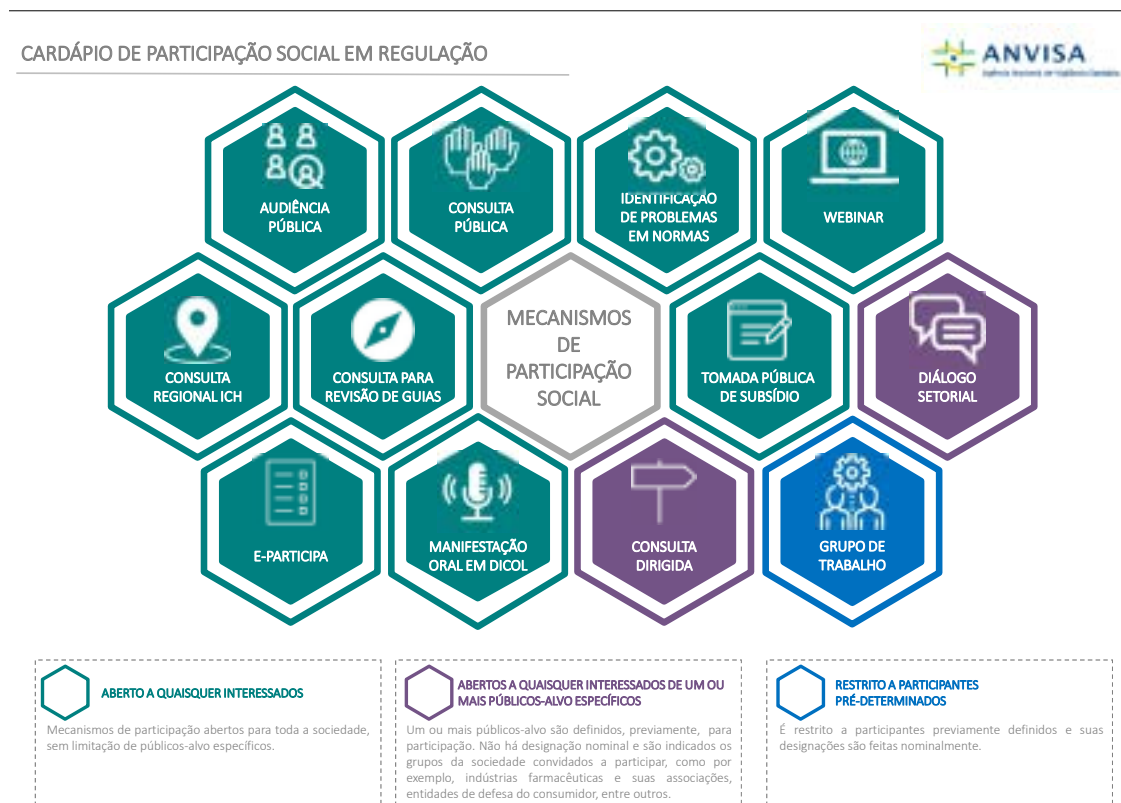 CARDÁPIO DE PARTICIPAÇÃO SOCIAL EM REGULAÇÃO
ANVISA
Agência Nacional de Vigilância Sanitária
AUDIÊNCIA
PÚBLICA
CONSULTA
PÚBLICA
IDENTIFICAÇÃO
DE PROBLEMAS
EM NORMAS
WEBINAR
CONSULTA
REGIONAL ICH
CONSULTA PARA
REVISÃO DE GUIAS
MECANISMOS
DE
PARTICIPAÇÃO
SOCIAL
TOMADA PÚBLICA
DE SUBSÍDIO
DIÁLOGO
SETORIAL
E-PARTICIPA
MANIFESTAÇÃO
ORAL EM DICOL
CONSULTA
DIRIGIDA
GRUPO DE
TRABALHO
ABERTO A QUAISQUER INTERESSADOS
Mecanismos de participação abertos para toda a sociedade,
sem limitação de públicos-alvo específicos.
ABERTOS A QUAISQUER INTERESSADOS DE UM OU
MAIS PÚBLICOS-ALVO ESPECÍFICOS
Um ou mais públicos-alvo são definidos, previamente, para
participação. Não há designação nominal e são indicados os
grupos da sociedade convidados a participar, como por
exemplo, indústrias farmacêuticas e suas associações,
entidades de defesa do consumidor, entre outros.
RESTRITO A PARTICIPANTES
PRÉ-DETERMINADOS
É restrito a participantes previamente definidos e suas
designações são feitas nominalmente.